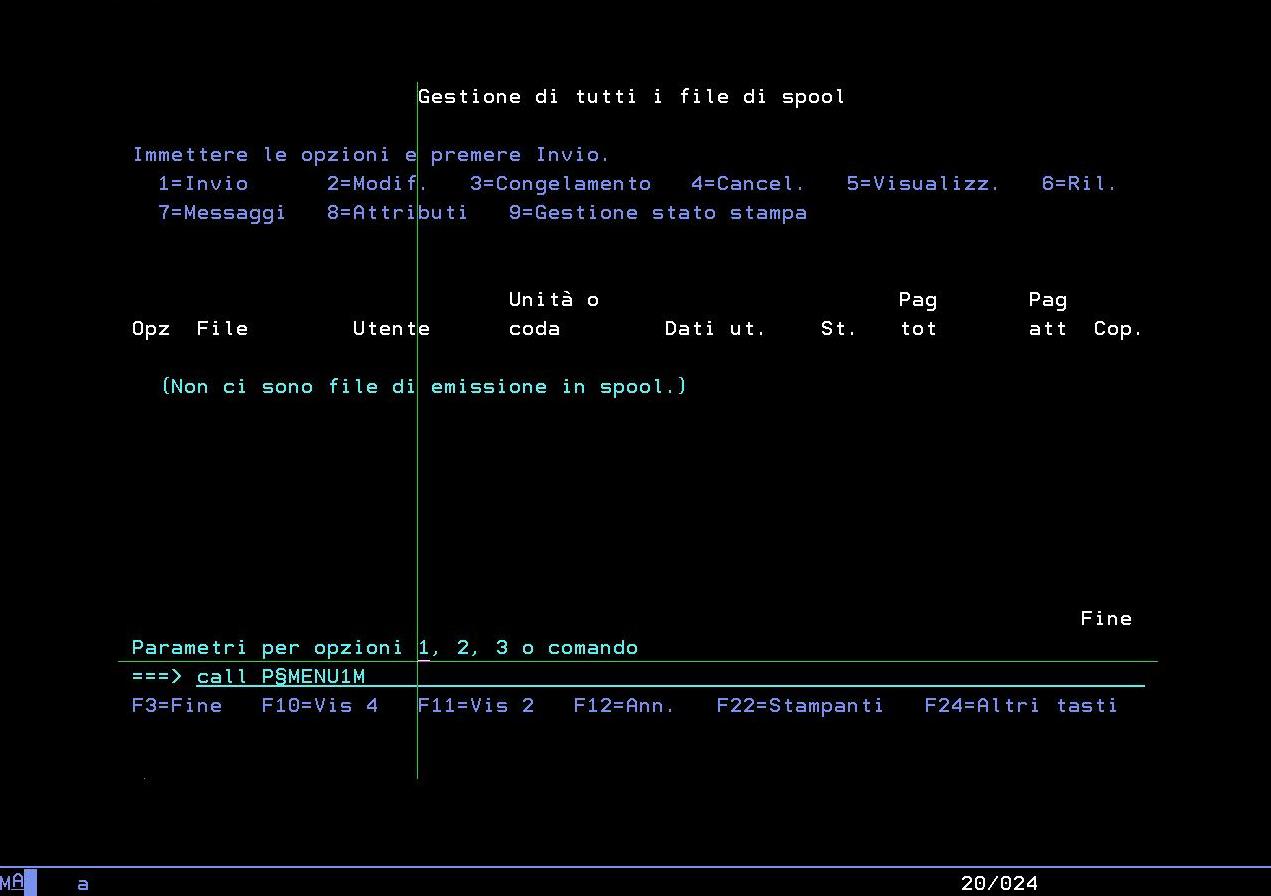 Gestione di tutti i file di spool
Immettere le opzioni e premere Invio.
1=Invio 2=Modif. 3=Congelamento 4=Cancel. 5=Visualizz. 6=Ril.
7=Messaggi 8=Attributi 9=Gestione stato stampa
Unità o Pag Pag
Opz File Utente coda Dati ut. St. tot att Cop.
(Non ci sono file di emissione in spool.)
Fine
Parametri per opzioni 1, 2, 3 o comando
===> call P§MENU1M
F3=Fine F10=Vis 4 F11=Vis 2 F12=Ann. F22=Stampanti F24=Altri tasti
MA a 20/024